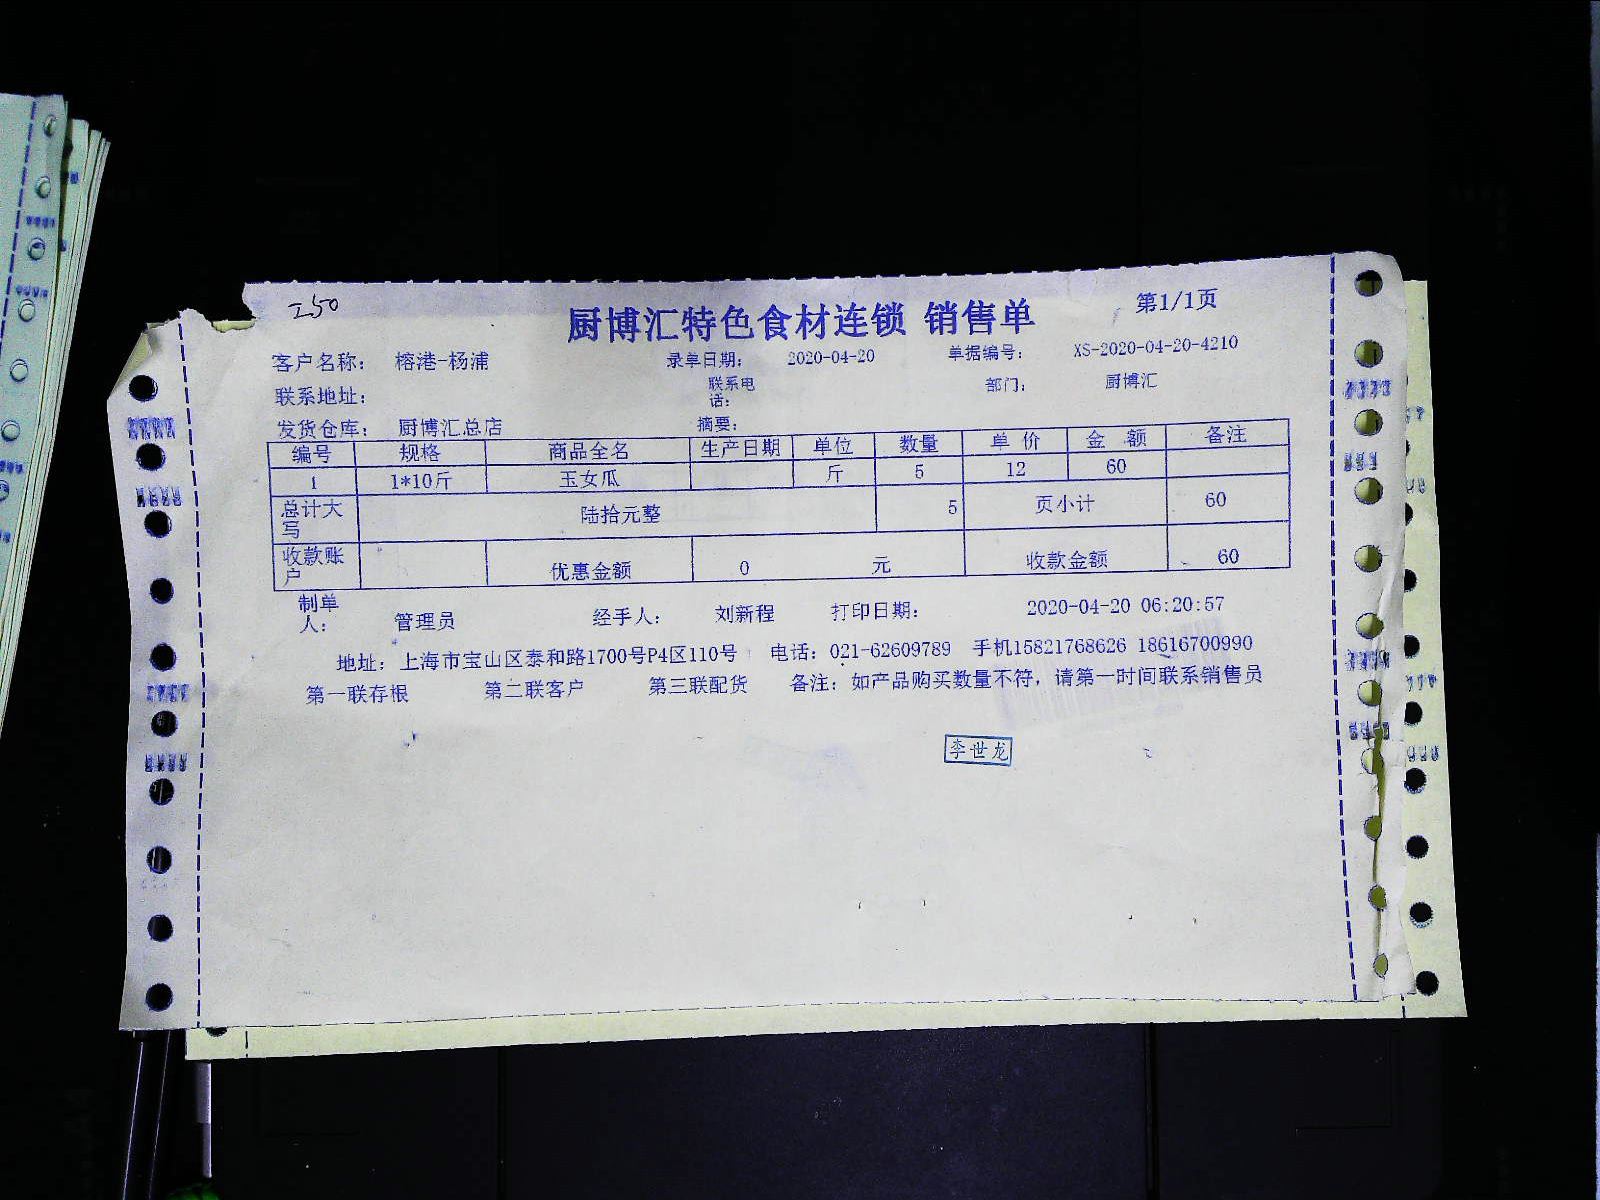 厨博汇特色食材连锁 销售单 第1/1页
客户名称： 榕港-杨浦 录单日期： 2020-04-20 单据编号： XS-2020-04-20-4210
联系地址： 联系电话： 部门： 厨博汇
发货仓库： 厨博汇总店 摘要：
编号 规格 商品全名 生产日期 单位 数量 单 价 金 额 备注
1 1*10斤 玉女瓜 斤 5 12 60
总计大写 陆拾元整 5 页小计 60
收款账户 优惠金额 0 元 收款金额 60
制单人： 管理员 经手人： 刘新程 打印日期： 2020-04-20 06:20:57
地址：上海市宝山区泰和路1700号P4区110号 电话：021-62609789 手机15821768626 18616700990
第一联存根 第二联客户 第三联配货 备注：如产品购买数量不符，请第一时间联系销售员
李世龙